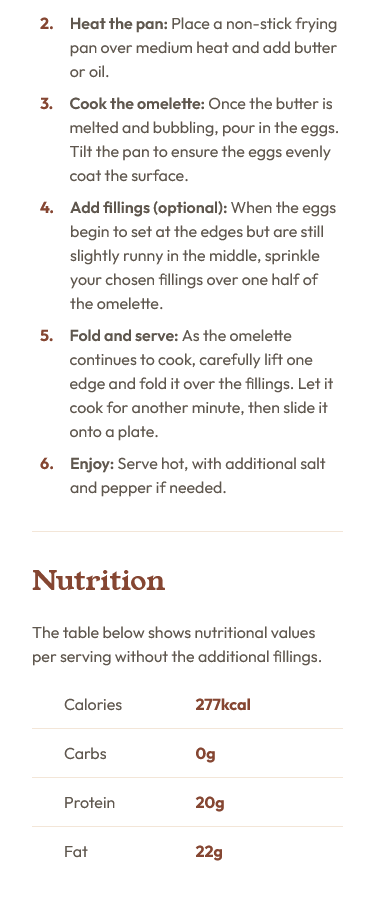 2. Heat the pan: Place a non-stick frying
pan over medium heat and add butter
or oil.
3. Cook the omelette: Once the butter is
melted and bubbling, pour in the eggs.
Tilt the pan to ensure the eggs evenly
coat the surface.
4. Add fillings (optional): When the eggs
begin to set at the edges but are still
slightly runny in the middle, sprinkle
your chosen fillings over one half of
the omelette.
5. Fold and serve: As the omelette
continues to cook, carefully lift one
edge and fold it over the fillings. Let it
cook for another minute, then slide it
onto a plate.
6. Enjoy: Serve hot, with additional salt
and pepper if needed.
Nutrition
The table below shows nutritional values
per serving without the additional fillings.
Calories 277kcal
Carbs 0g
Protein 20g
Fat 22g